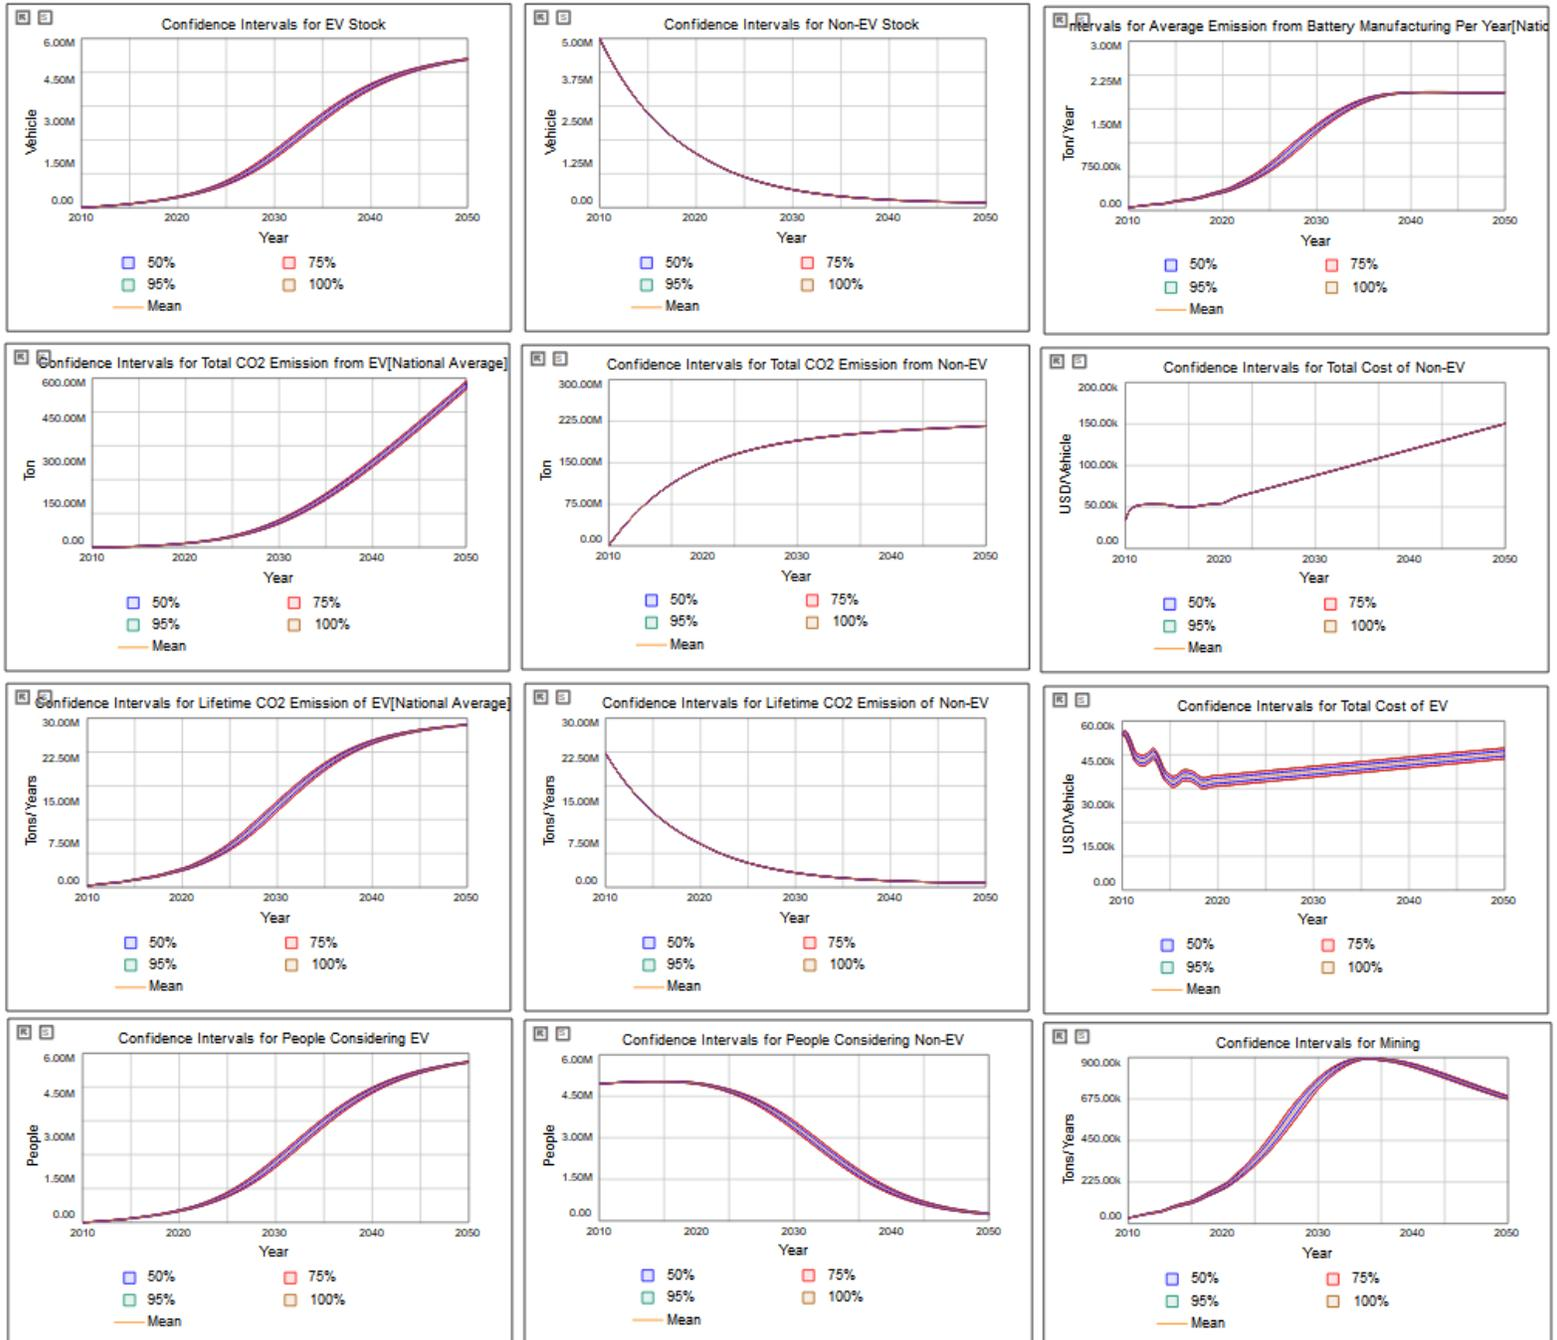 R S
Confidence Intervals for EV Stock
6.00M
4.50M
3.00M
1.50M
0.00
Vehicle
2010 2020 2030 2040 2050
Year
50% 75%
95% 100%
Mean
R S
Confidence Intervals for Non-EV Stock
5.00M
3.75M
2.50M
1.25M
0.00
Vehicle
2010 2020 2030 2040 2050
Year
50% 75%
95% 100%
Mean
R S
ntervals for Average Emission from Battery Manufacturing Per Year[Natio
3.00M
2.25M
1.50M
750.00k
0.00
Ton/Year
2010 2020 2030 2040 2050
Year
50% 75%
95% 100%
Mean
R S
Confidence Intervals for Total CO2 Emission from EV[National Average]
600.00M
450.00M
300.00M
150.00M
0.00
Ton
2010 2020 2030 2040 2050
Year
50% 75%
95% 100%
Mean
R S
Confidence Intervals for Total CO2 Emission from Non-EV
300.00M
225.00M
150.00M
75.00M
0.00
Ton
2010 2020 2030 2040 2050
Year
50% 75%
95% 100%
Mean
R S
Confidence Intervals for Total Cost of Non-EV
200.00k
150.00k
100.00k
50.00k
0.00
USD/Vehicle
2010 2020 2030 2040 2050
Year
50% 75%
95% 100%
Mean
R S
Confidence Intervals for Lifetime CO2 Emission of EV[National Average]
30.00M
22.50M
15.00M
7.50M
0.00
Tons/Years
2010 2020 2030 2040 2050
Year
50% 75%
95% 100%
Mean
R S
Confidence Intervals for Lifetime CO2 Emission of Non-EV
30.00M
22.50M
15.00M
7.50M
0.00
Tons/Years
2010 2020 2030 2040 2050
Year
50% 75%
95% 100%
Mean
R S
Confidence Intervals for Total Cost of EV
60.00k
45.00k
30.00k
15.00k
0.00
USD/Vehicle
2010 2020 2030 2040 2050
Year
50% 75%
95% 100%
Mean
R S
Confidence Intervals for People Considering EV
6.00M
4.50M
3.00M
1.50M
0.00
People
2010 2020 2030 2040 2050
Year
50% 75%
95% 100%
Mean
R S
Confidence Intervals for People Considering Non-EV
6.00M
4.50M
3.00M
1.50M
0.00
People
2010 2020 2030 2040 2050
Year
50% 75%
95% 100%
Mean
R S
Confidence Intervals for Mining
900.00k
675.00k
450.00k
225.00k
0.00
Tons/Years
2010 2020 2030 2040 2050
Year
50% 75%
95% 100%
Mean